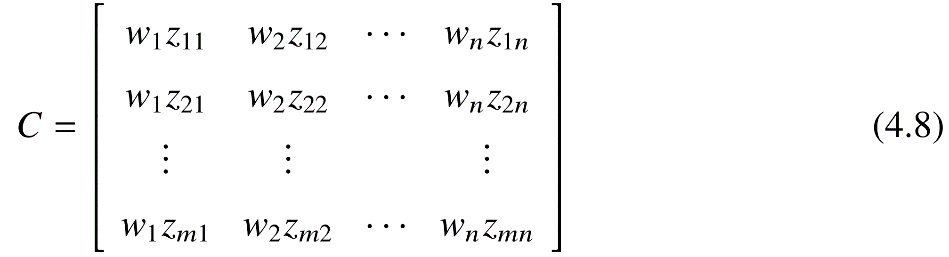 w₁z₁₁ w₂z₁₂ ⋯ wₙz₁ₙ
w₁z₂₁ w₂z₂₂ ⋯ wₙz₂ₙ
C = ⋮ ⋮ ⋮ (4.8)
w₁zₘ₁ w₂zₘ₂ ⋯ wₙzₘₙ